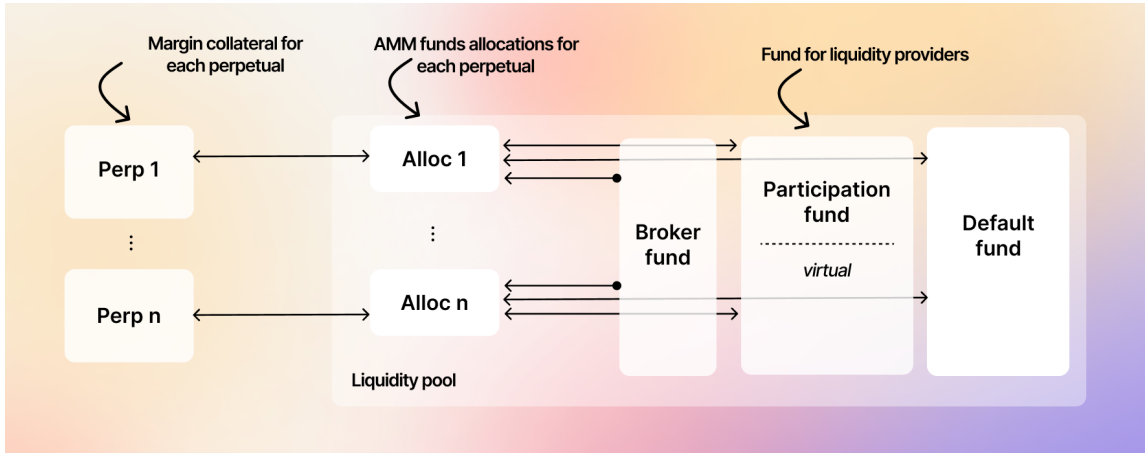 Margin collateral for
each perpetual
AMM funds allocations for
each perpetual
Fund for liquidity providers
Perp 1
Alloc 1
Participation
fund
virtual
Broker
fund
Default
fund
Perp n
Alloc n
Liquidity pool